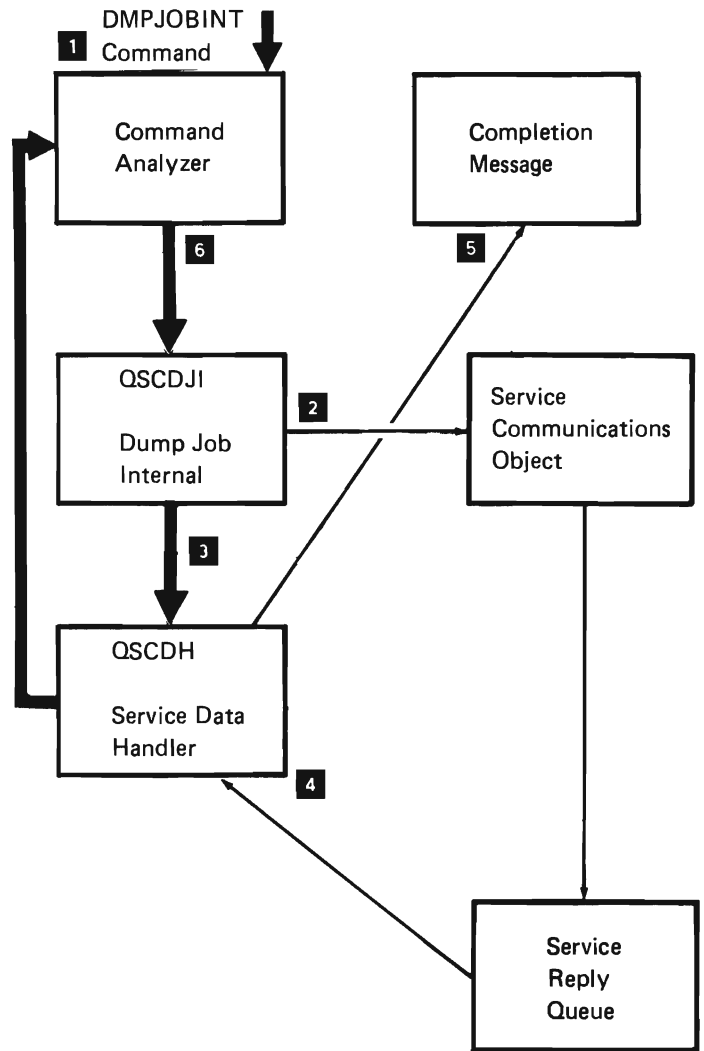 DMPJOBINT
1 Command
Command
Analyzer
Completion
Message
6
5
QSCDJI
Dump Job
Internal
2
Service
Communications
Object
3
QSCDH
Service Data
Handler
4
Service
Reply
Queue